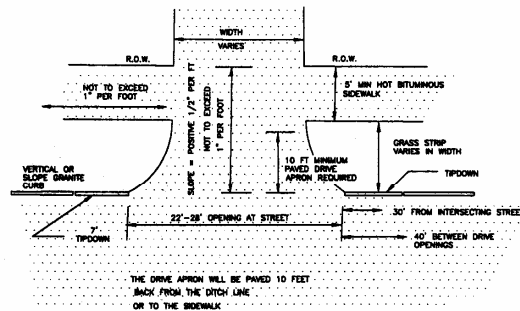 WIDTH
VARIES
R.O.W.
R.O.W.
NOT TO EXCEED
1" PER FOOT
SLOPE = POSITIVE 1/2" PER FT
NOT TO EXCEED
1" PER FOOT
5' MIN HOT BITUMINOUS
SIDEWALK
GRASS STRIP
VARIES IN WIDTH
10 FT MINIMUM
PAVED DRIVE
APRON REQUIRED
VERTICAL OR
SLOPE GRANITE
CURB
TIPDOWN
7'
TIPDOWN
22'-28' OPENING AT STREET
30' FROM INTERSECTING STREET
40' BETWEEN DRIVE
OPENINGS
THE DRIVE APRON WILL BE PAVED 10 FEET
BACK FROM THE DITCH LINE
OR TO THE SIDEWALK